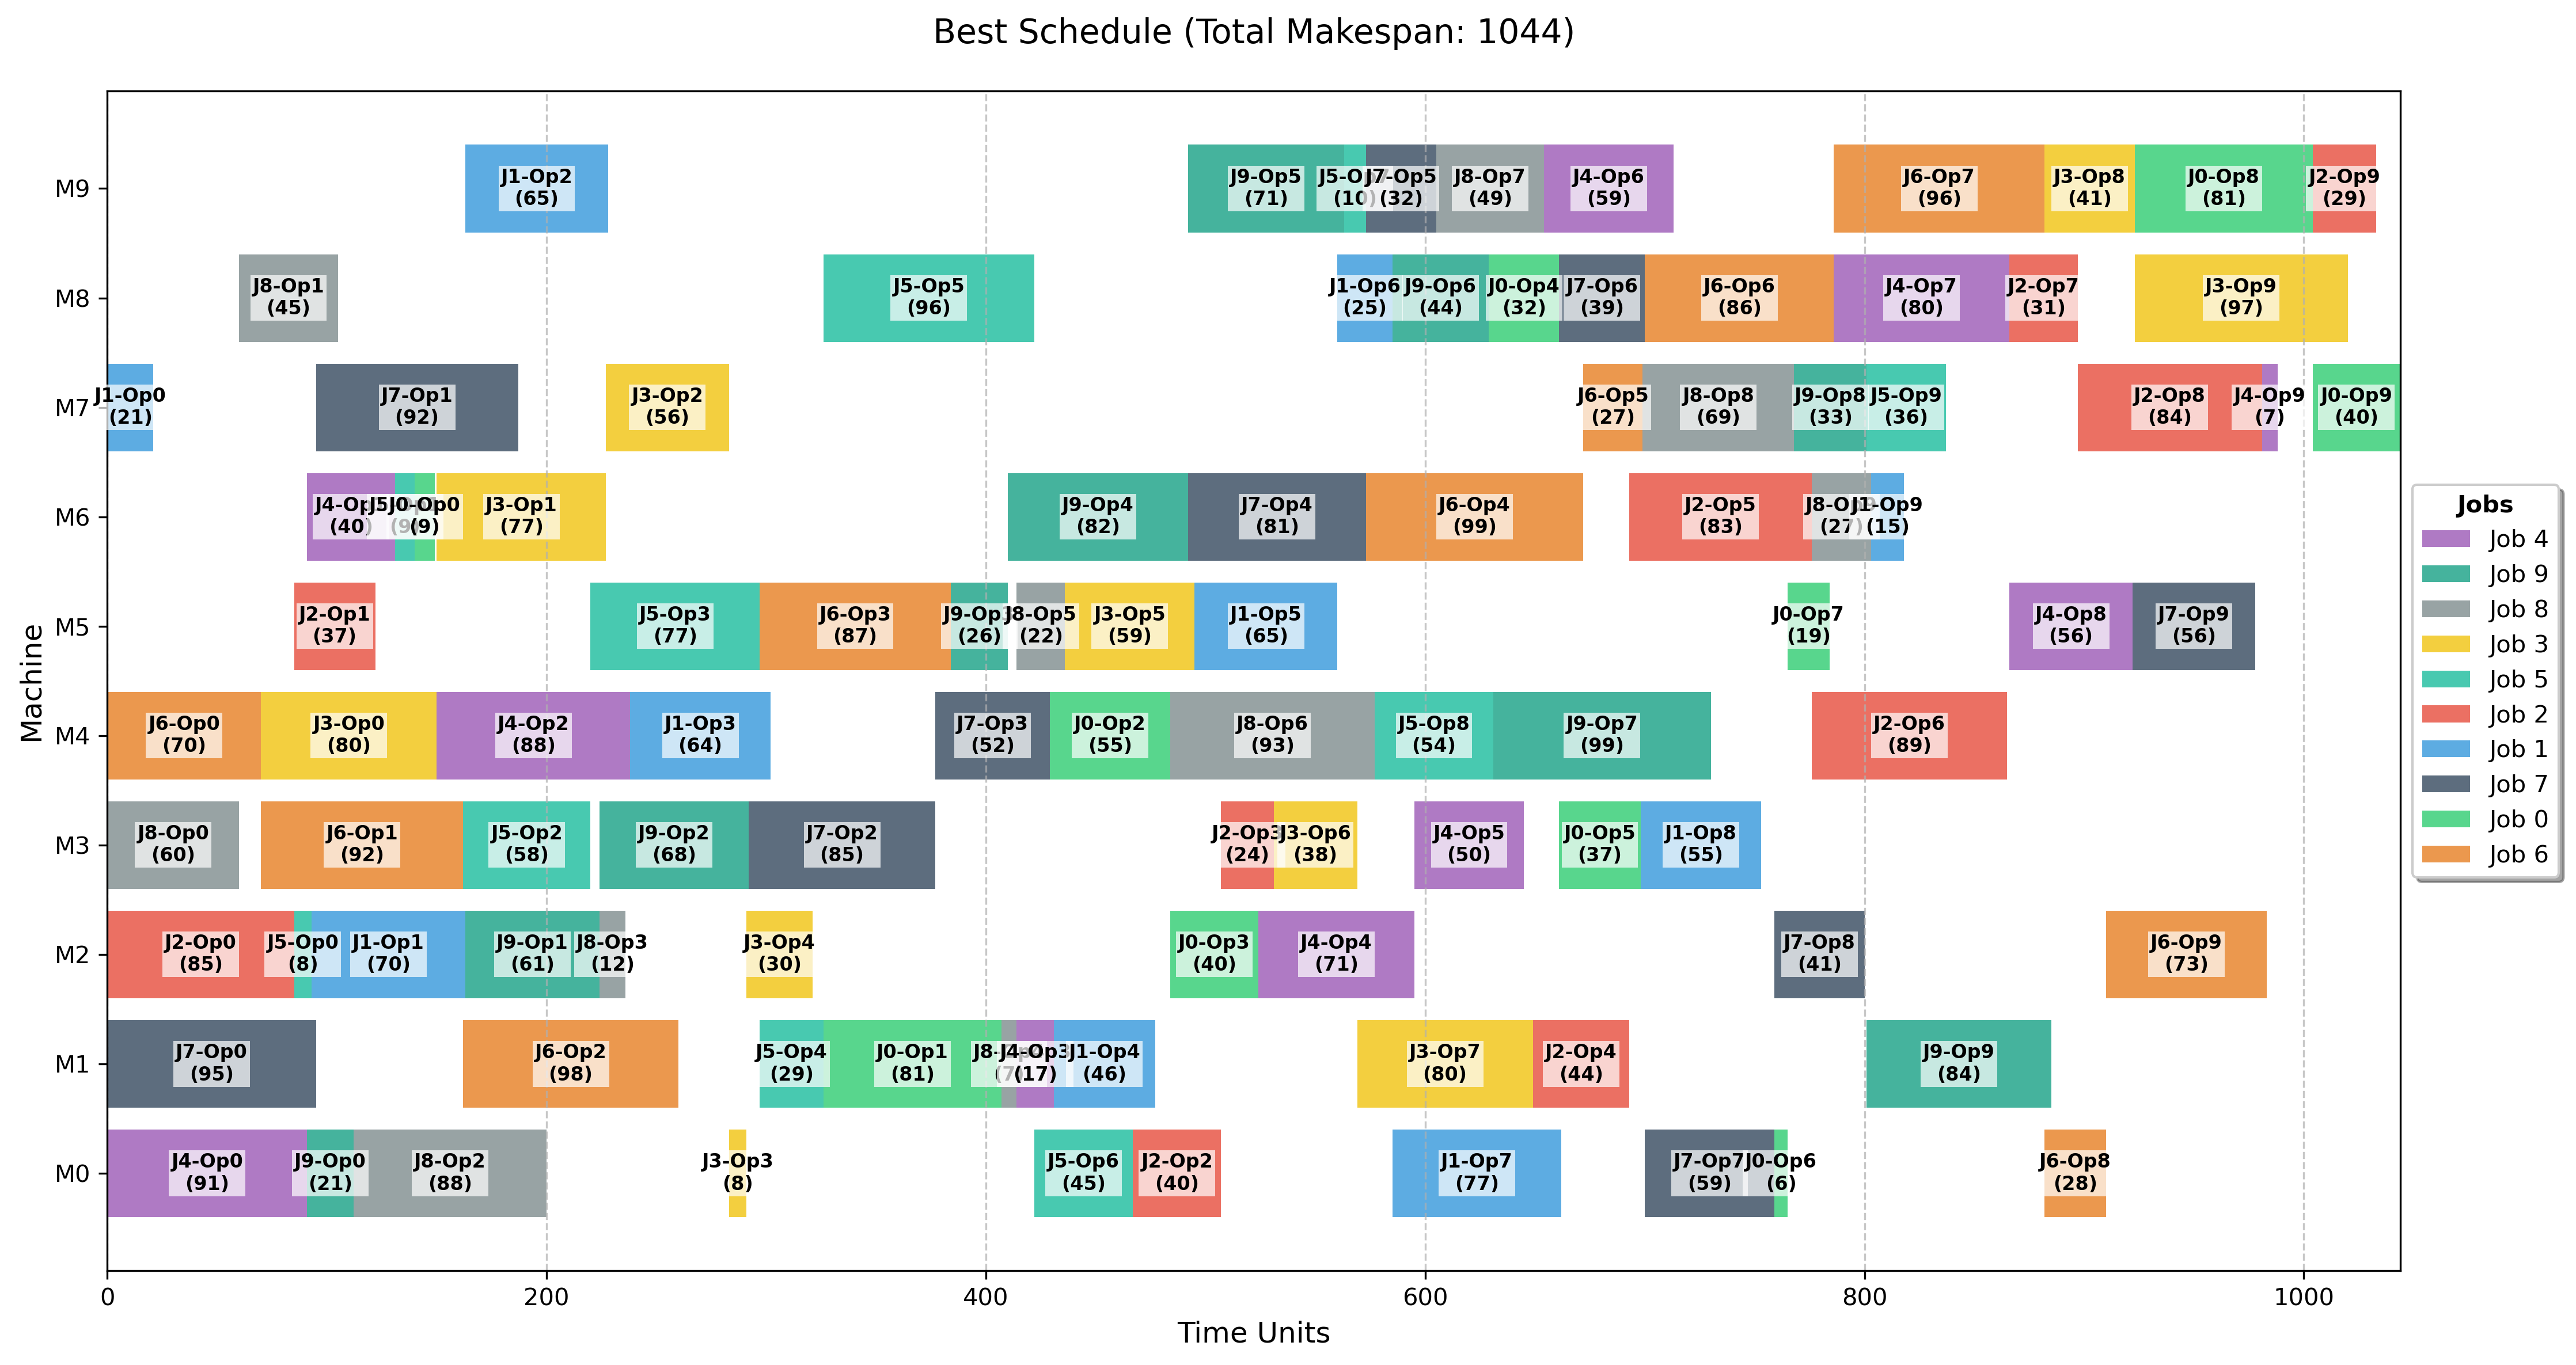 Best Schedule (Total Makespan: 1044)
M9
J1-Op2
(65)
J9-Op5
(71)
J5-Op
(10)
J7-Op5
(32)
J8-Op7
(49)
J4-Op6
(59)
J6-Op7
(96)
J3-Op8
(41)
J0-Op8
(81)
J2-Op9
(29)
M8
J8-Op1
(45)
J5-Op5
(96)
J1-Op6
(25)
J9-Op6
(44)
J0-Op4
(32)
J7-Op6
(39)
J6-Op6
(86)
J4-Op7
(80)
J2-Op7
(31)
J3-Op9
(97)
M7
J1-Op0
(21)
J7-Op1
(92)
J3-Op2
(56)
J6-Op5
(27)
J8-Op8
(69)
J9-Op8
(33)
J5-Op9
(36)
J2-Op8
(84)
J4-Op9
(7)
J0-Op9
(40)
M6
J4-Op
(40)
J5
(9
J0-Op0
(9)
J3-Op1
(77)
J9-Op4
(82)
J7-Op4
(81)
J6-Op4
(99)
J2-Op5
(83)
J8-O
(27)
J1-Op9
(15)
M5
J2-Op1
(37)
J5-Op3
(77)
J6-Op3
(87)
J9-Op3
(26)
J8-Op5
(22)
J3-Op5
(59)
J1-Op5
(65)
J0-Op7
(19)
J4-Op8
(56)
J7-Op9
(56)
M4
J6-Op0
(70)
J3-Op0
(80)
J4-Op2
(88)
J1-Op3
(64)
J7-Op3
(52)
J0-Op2
(55)
J8-Op6
(93)
J5-Op8
(54)
J9-Op7
(99)
J2-Op6
(89)
M3
J8-Op0
(60)
J6-Op1
(92)
J5-Op2
(58)
J9-Op2
(68)
J7-Op2
(85)
J2-Op3
(24)
J3-Op6
(38)
J4-Op5
(50)
J0-Op5
(37)
J1-Op8
(55)
M2
J2-Op0
(85)
J5-Op0
(8)
J1-Op1
(70)
J9-Op1
(61)
J8-Op3
(12)
J3-Op4
(30)
J0-Op3
(40)
J4-Op4
(71)
J7-Op8
(41)
J6-Op9
(73)
M1
J7-Op0
(95)
J6-Op2
(98)
J5-Op4
(29)
J0-Op1
(81)
J8-
(7
J4-Op3
(17)
J1-Op4
(46)
J3-Op7
(80)
J2-Op4
(44)
J9-Op9
(84)
M0
J4-Op0
(91)
J9-Op0
(21)
J8-Op2
(88)
J3-Op3
(8)
J5-Op6
(45)
J2-Op2
(40)
J1-Op7
(77)
J7-Op7
(59)
J0-Op6
(6)
J6-Op8
(28)
0
200
400
600
800
1000
Time Units
Machine
Jobs
Job 4
Job 9
Job 8
Job 3
Job 5
Job 2
Job 1
Job 7
Job 0
Job 6